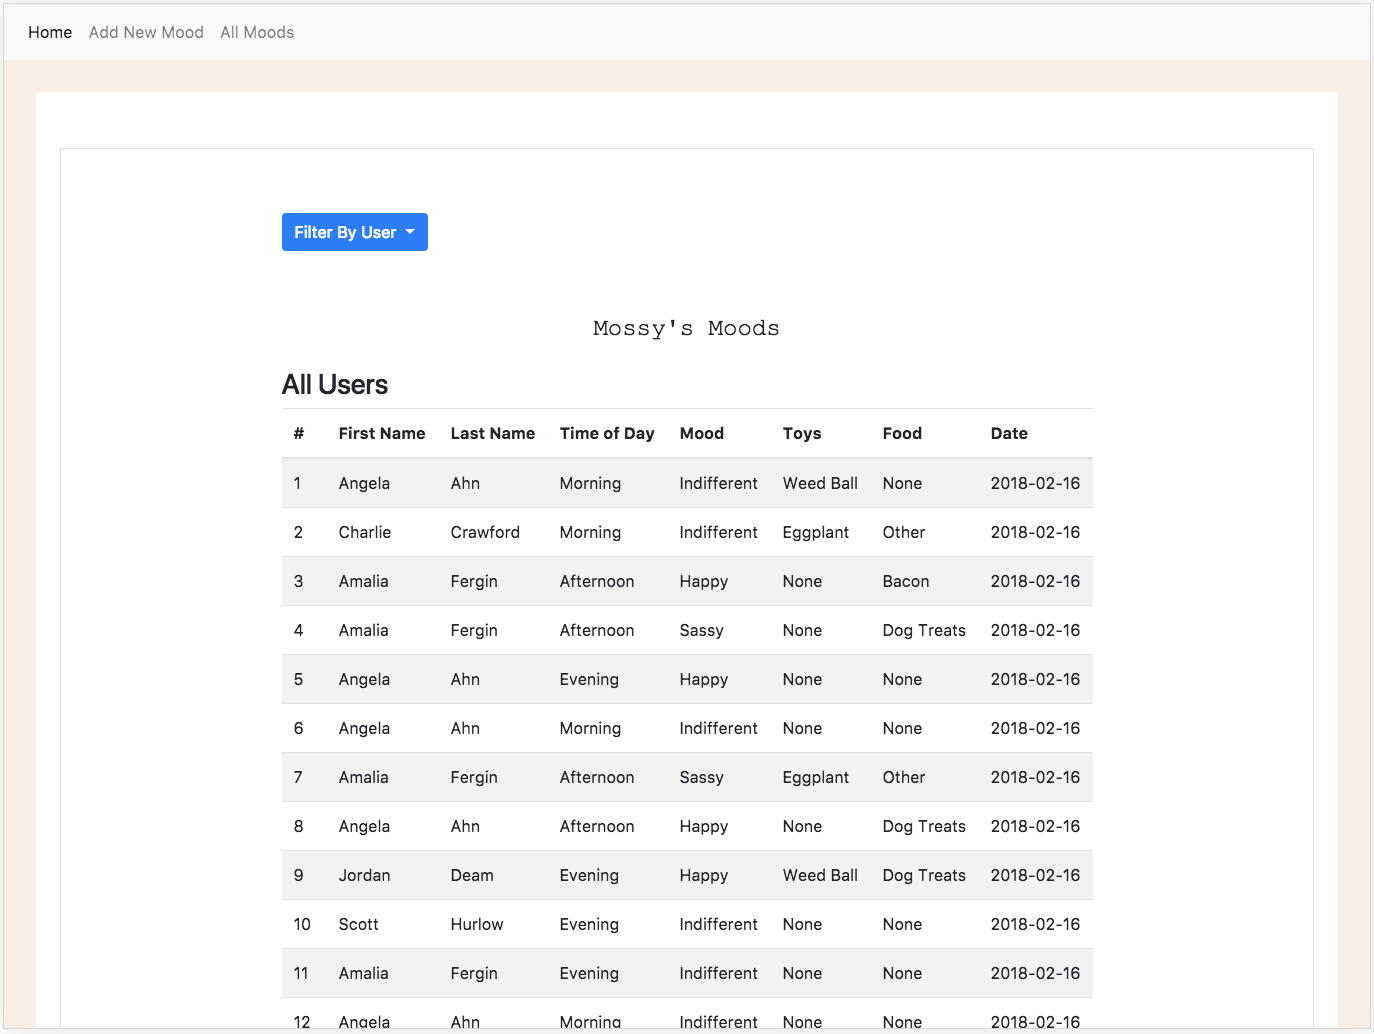 Home Add New Mood All Moods
Filter By User
Mossy's Moods
All Users
# First Name Last Name Time of Day Mood Toys Food Date
1 Angela Ahn Morning Indifferent Weed Ball None 2018-02-16
2 Charlie Crawford Morning Indifferent Eggplant Other 2018-02-16
3 Amalia Fergin Afternoon Happy None Bacon 2018-02-16
4 Amalia Fergin Afternoon Sassy None Dog Treats 2018-02-16
5 Angela Ahn Evening Happy None None 2018-02-16
6 Angela Ahn Morning Indifferent None None 2018-02-16
7 Amalia Fergin Afternoon Sassy Eggplant Other 2018-02-16
8 Angela Ahn Afternoon Happy None Dog Treats 2018-02-16
9 Jordan Deam Evening Happy Weed Ball Dog Treats 2018-02-16
10 Scott Hurlow Evening Indifferent None None 2018-02-16
11 Amalia Fergin Evening Indifferent None None 2018-02-16
12 Angela Ahn Morning Indifferent None None 2018-02-16